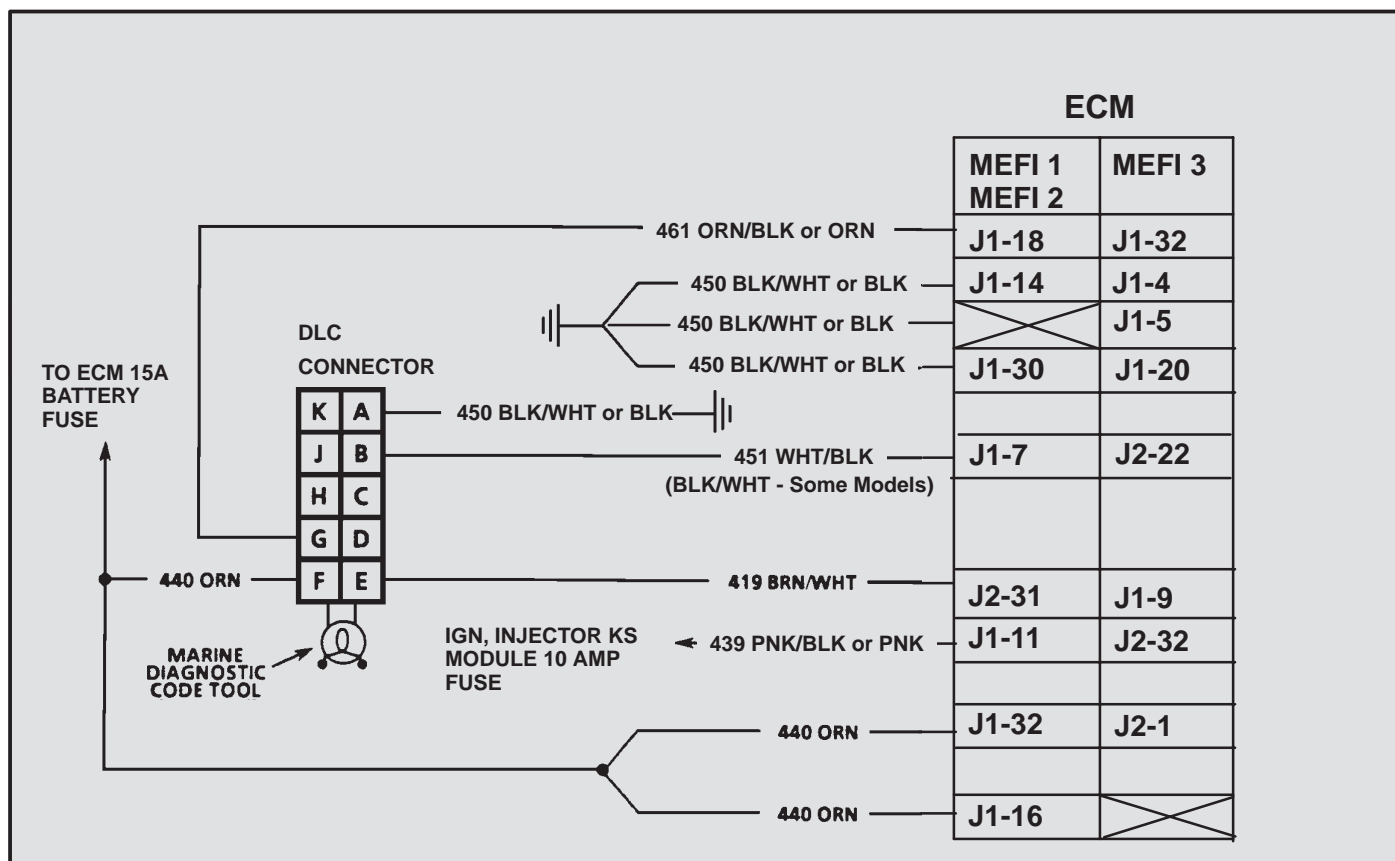 ECM
MEFI 1 MEFI 3
MEFI 2
461 ORN/BLK or ORN J1-18 J1-32
450 BLK/WHT or BLK J1-14 J1-4
450 BLK/WHT or BLK J1-5
450 BLK/WHT or BLK J1-30 J1-20
DLC
CONNECTOR
TO ECM 15A
BATTERY
FUSE
K A
450 BLK/WHT or BLK
J B
451 WHT/BLK J1-7 J2-22
(BLK/WHT - Some Models)
H C
G D
440 ORN F E
419 BRN/WHT J2-31 J1-9
MARINE
DIAGNOSTIC
CODE TOOL
IGN, INJECTOR KS
MODULE 10 AMP
FUSE
439 PNK/BLK or PNK J1-11 J2-32
440 ORN J1-32 J2-1
440 ORN J1-16